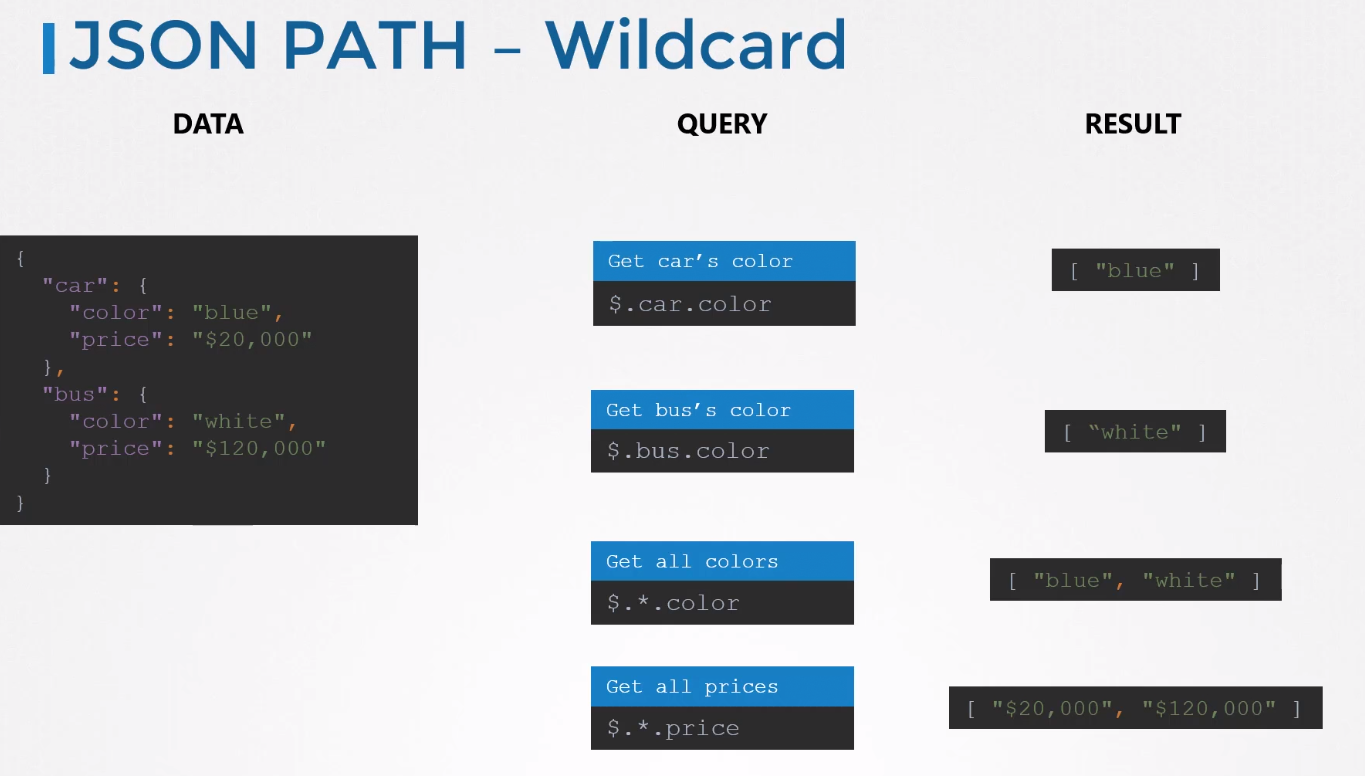 JSON PATH – Wildcard
DATA
QUERY
RESULT
{
"car": {
"color": "blue",
"price": "$20,000"
},
"bus": {
"color": "white",
"price": "$120,000"
}
}
Get car’s color
$.car.color
[ "blue" ]
Get bus’s color
$.bus.color
[ “white" ]
Get all colors
$.*.color
[ "blue", "white" ]
Get all prices
$.*.price
[ "$20,000", "$120,000" ]